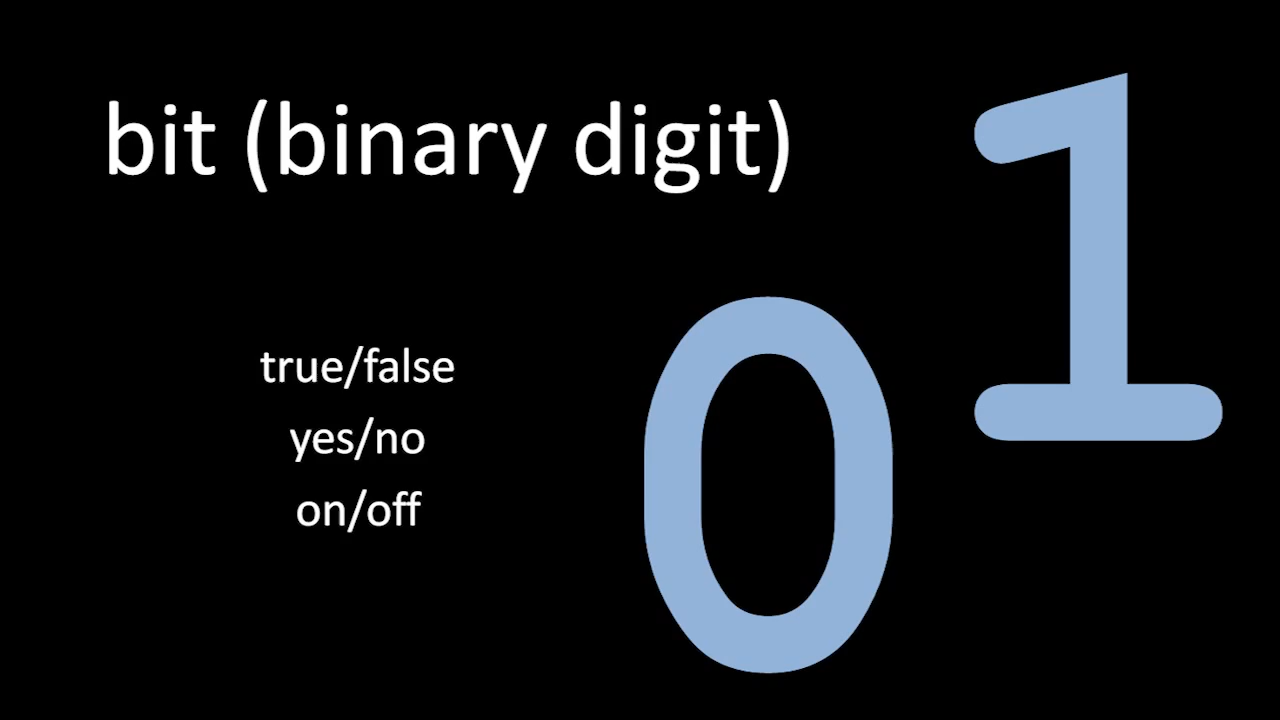 bit (binary digit)
1
true/false
yes/no
on/off
0